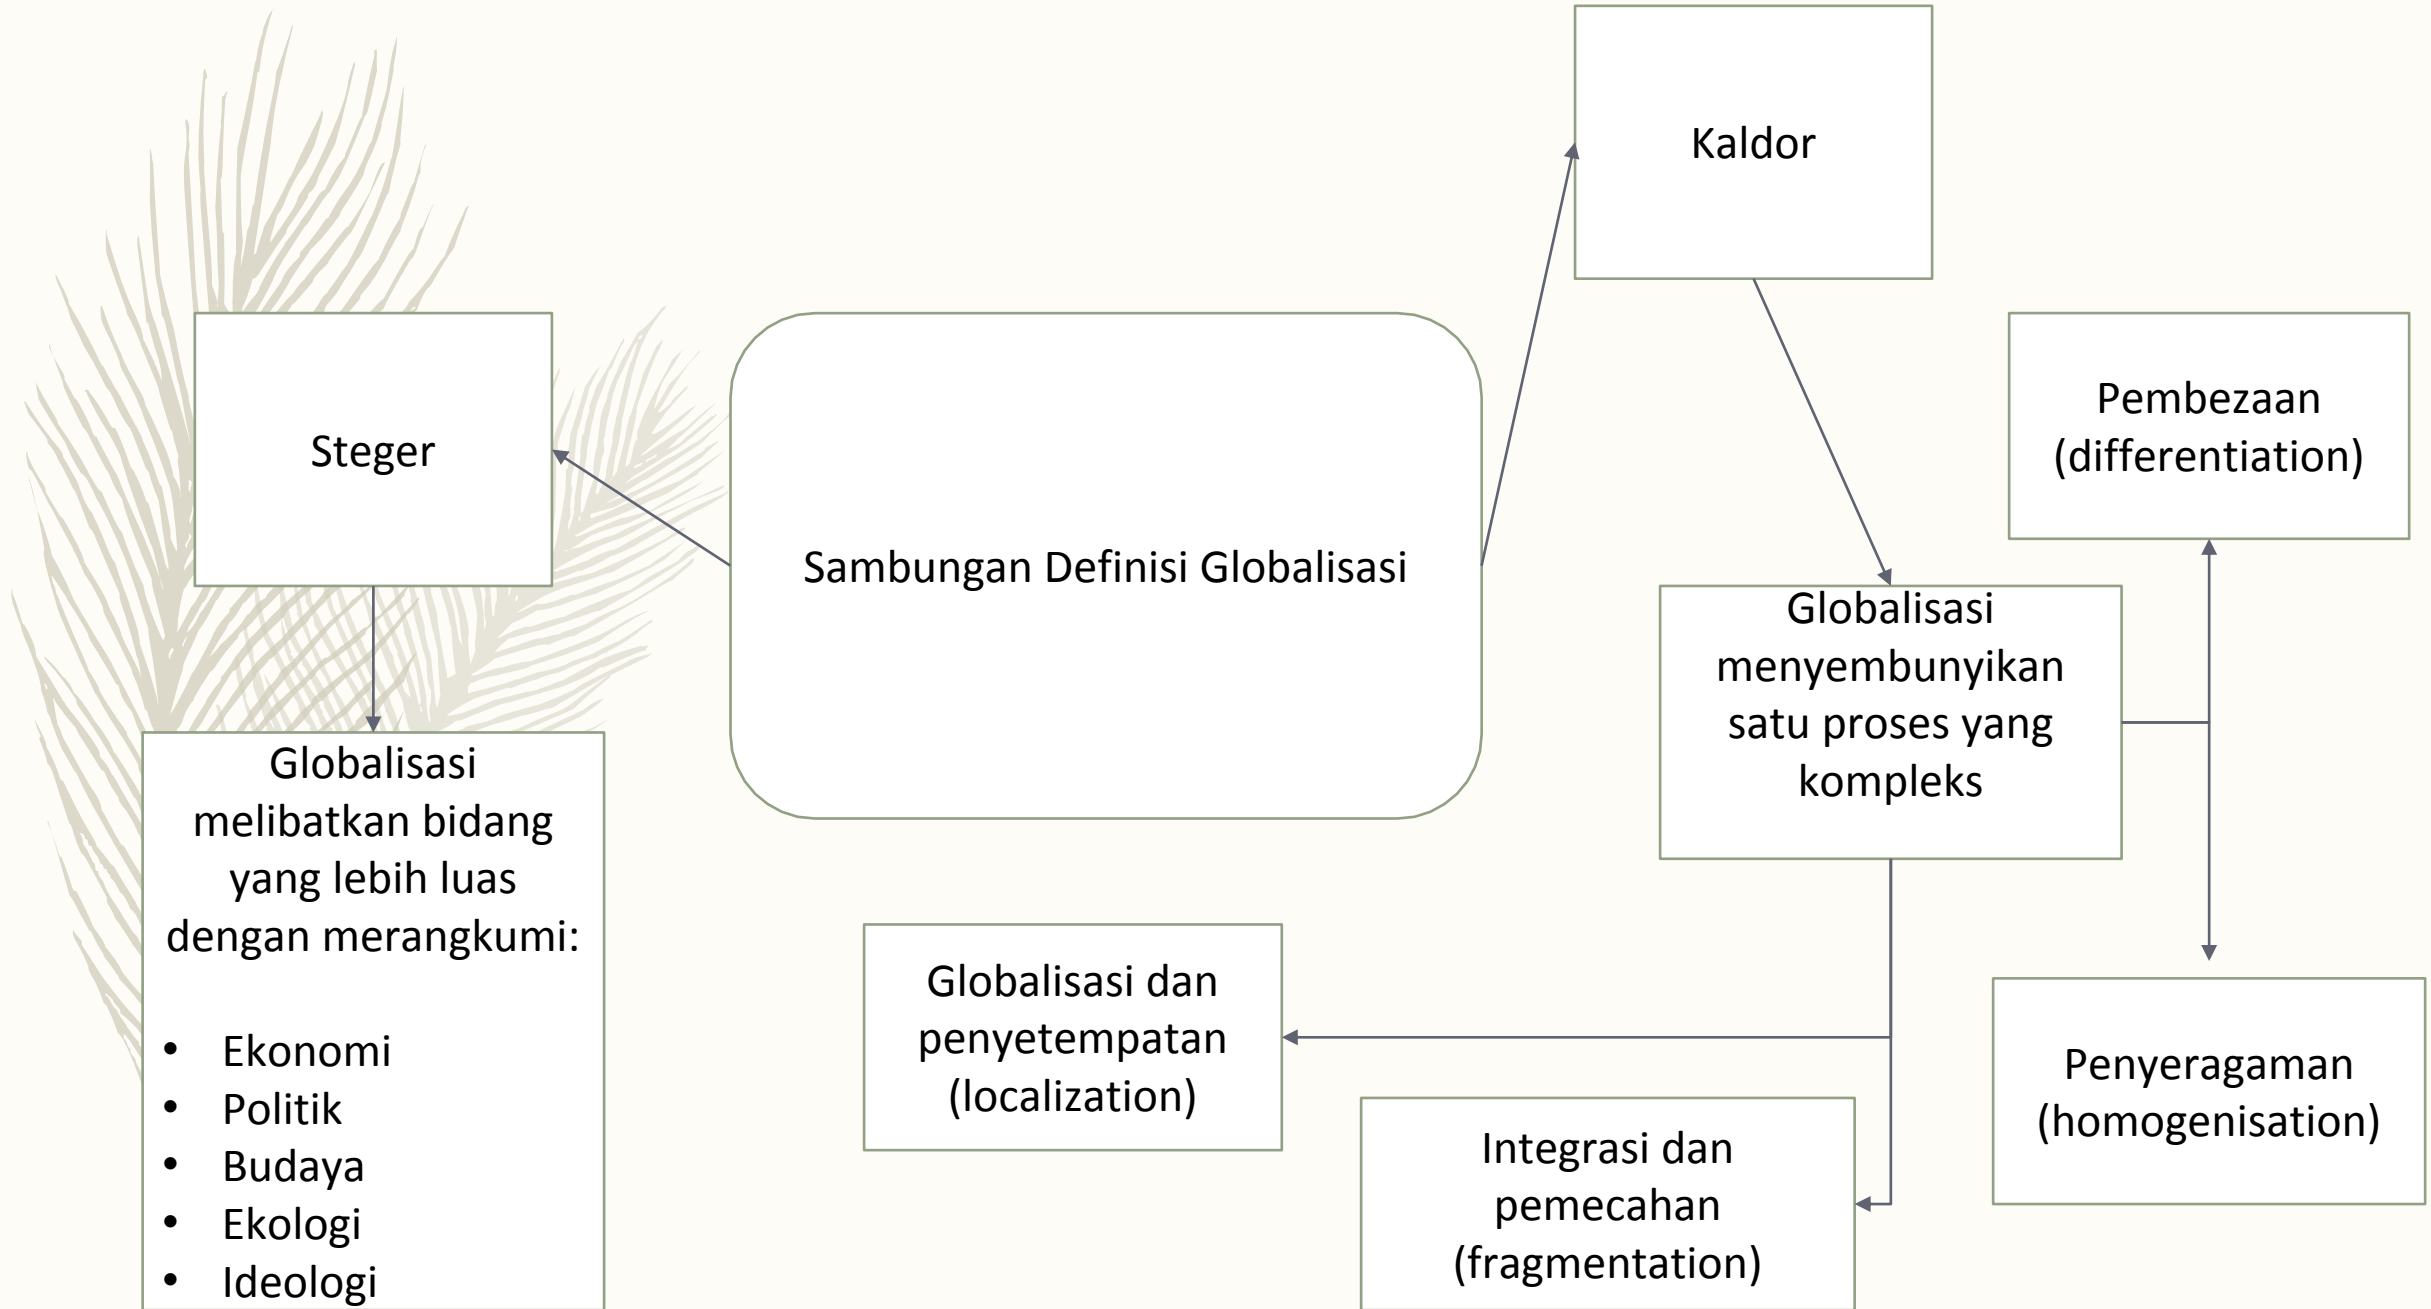 Kaldor
Steger
Sambungan Definisi Globalisasi
Pembezaan
(differentiation)
Globalisasi
menyembunyikan
satu proses yang
kompleks
Globalisasi
melibatkan bidang
yang lebih luas
dengan merangkumi:
• Ekonomi
• Politik
• Budaya
• Ekologi
• Ideologi
Globalisasi dan
penyetempatan
(localization)
Integrasi dan
pemecahan
(fragmentation)
Penyeragaman
(homogenisation)